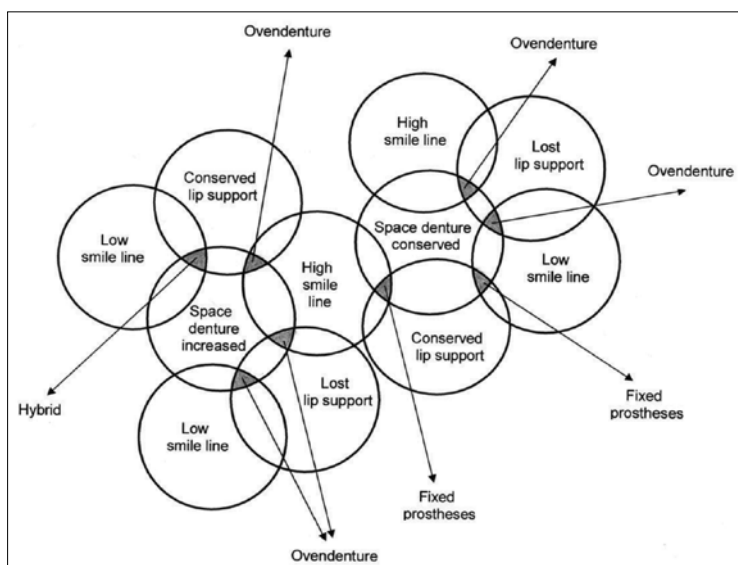 Ovendenture
Ovendenture
High
smile line
Lost
lip support
Conserved
lip support
Ovendenture
Low
smile line
Space denture
conserved
High
smile
line
Low
smile line
Space
denture
increased
Conserved
lip support
Lost
lip support
Hybrid
Fixed
prostheses
Low
smile line
Fixed
prostheses
Ovendenture